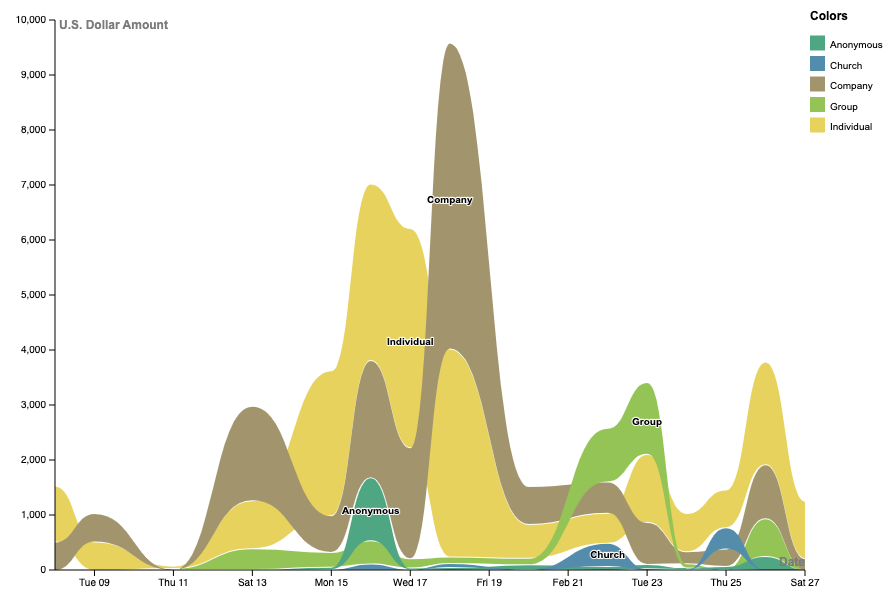 U.S. Dollar Amount
10,000
9,000
8,000
7,000
6,000
5,000
4,000
3,000
2,000
1,000
0
Company
Individual
Group
Anonymous
Church
Date
Tue 09
Thu 11
Sat 13
Mon 15
Wed 17
Fri 19
Feb 21
Tue 23
Thu 25
Sat 27
Colors
Anonymous
Church
Company
Group
Individual